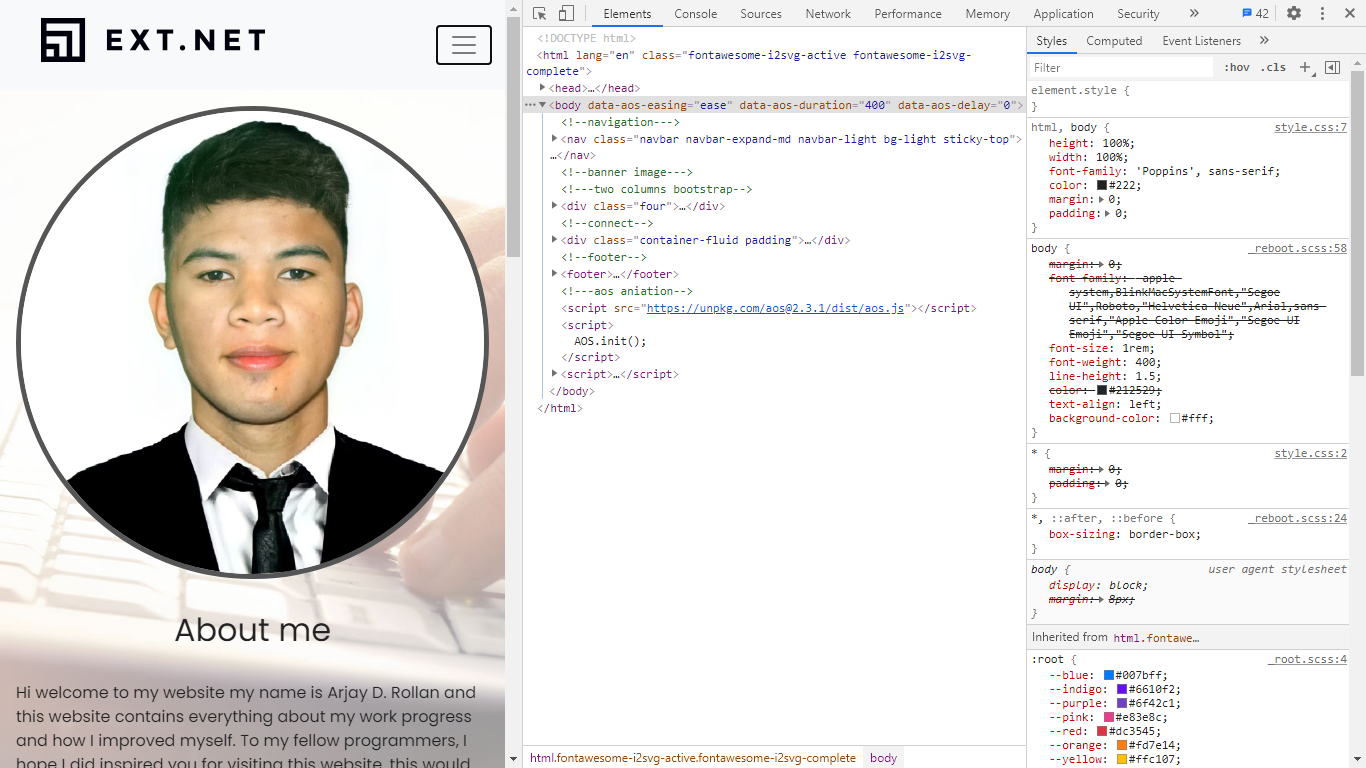 EXT.NET
About me
Hi welcome to my website my name is Arjay D. Rollan and
this website contains everything about my work progress
and how I improved myself. To my fellow programmers, I
hope I did inspired you for visiting this website, this would
Elements Console Sources Network Performance Memory Application Security » 42
<!DOCTYPE html>
<html lang="en" class="fontawesome-i2svg-active fontawesome-i2svg-
complete">
<head>…</head>
<body data-aos-easing="ease" data-aos-duration="400" data-aos-delay="0">
<!--navigation--->
<nav class="navbar navbar-expand-md navbar-light bg-light sticky-top">
…</nav>
<!--banner image--->
<!---two columns bootstrap-->
<div class="four">…</div>
<!--connect-->
<div class="container-fluid padding">…</div>
<!--footer-->
<footer>…</footer>
<!---aos aniation-->
<script src="https://unpkg.com/aos@2.3.1/dist/aos.js"></script>
<script>
AOS.init();
</script>
<script>…</script>
</body>
</html>
html.fontawesome-i2svg-active.fontawesome-i2svg-complete body
Styles Computed Event Listeners »
Filter :hov .cls +
element.style {
}
html, body { style.css:7
height: 100%;
width: 100%;
font-family: 'Poppins', sans-serif;
color: #222;
margin: 0;
padding: 0;
}
body { _reboot.scss:58
margin: 0;
font-family: -apple-
system,BlinkMacSystemFont,"Segoe
UI",Roboto,"Helvetica Neue",Arial,sans-
serif,"Apple Color Emoji","Segoe UI
Emoji","Segoe UI Symbol";
font-size: 1rem;
font-weight: 400;
line-height: 1.5;
color: #212529;
text-align: left;
background-color: #fff;
}
* { style.css:2
margin: 0;
padding: 0;
}
*, ::after, ::before { _reboot.scss:24
box-sizing: border-box;
}
body { user agent stylesheet
display: block;
margin: 8px;
}
Inherited from html.fontawe…
:root { _root.scss:4
--blue: #007bff;
--indigo: #6610f2;
--purple: #6f42c1;
--pink: #e83e8c;
--red: #dc3545;
--orange: #fd7e14;
--yellow: #ffc107;